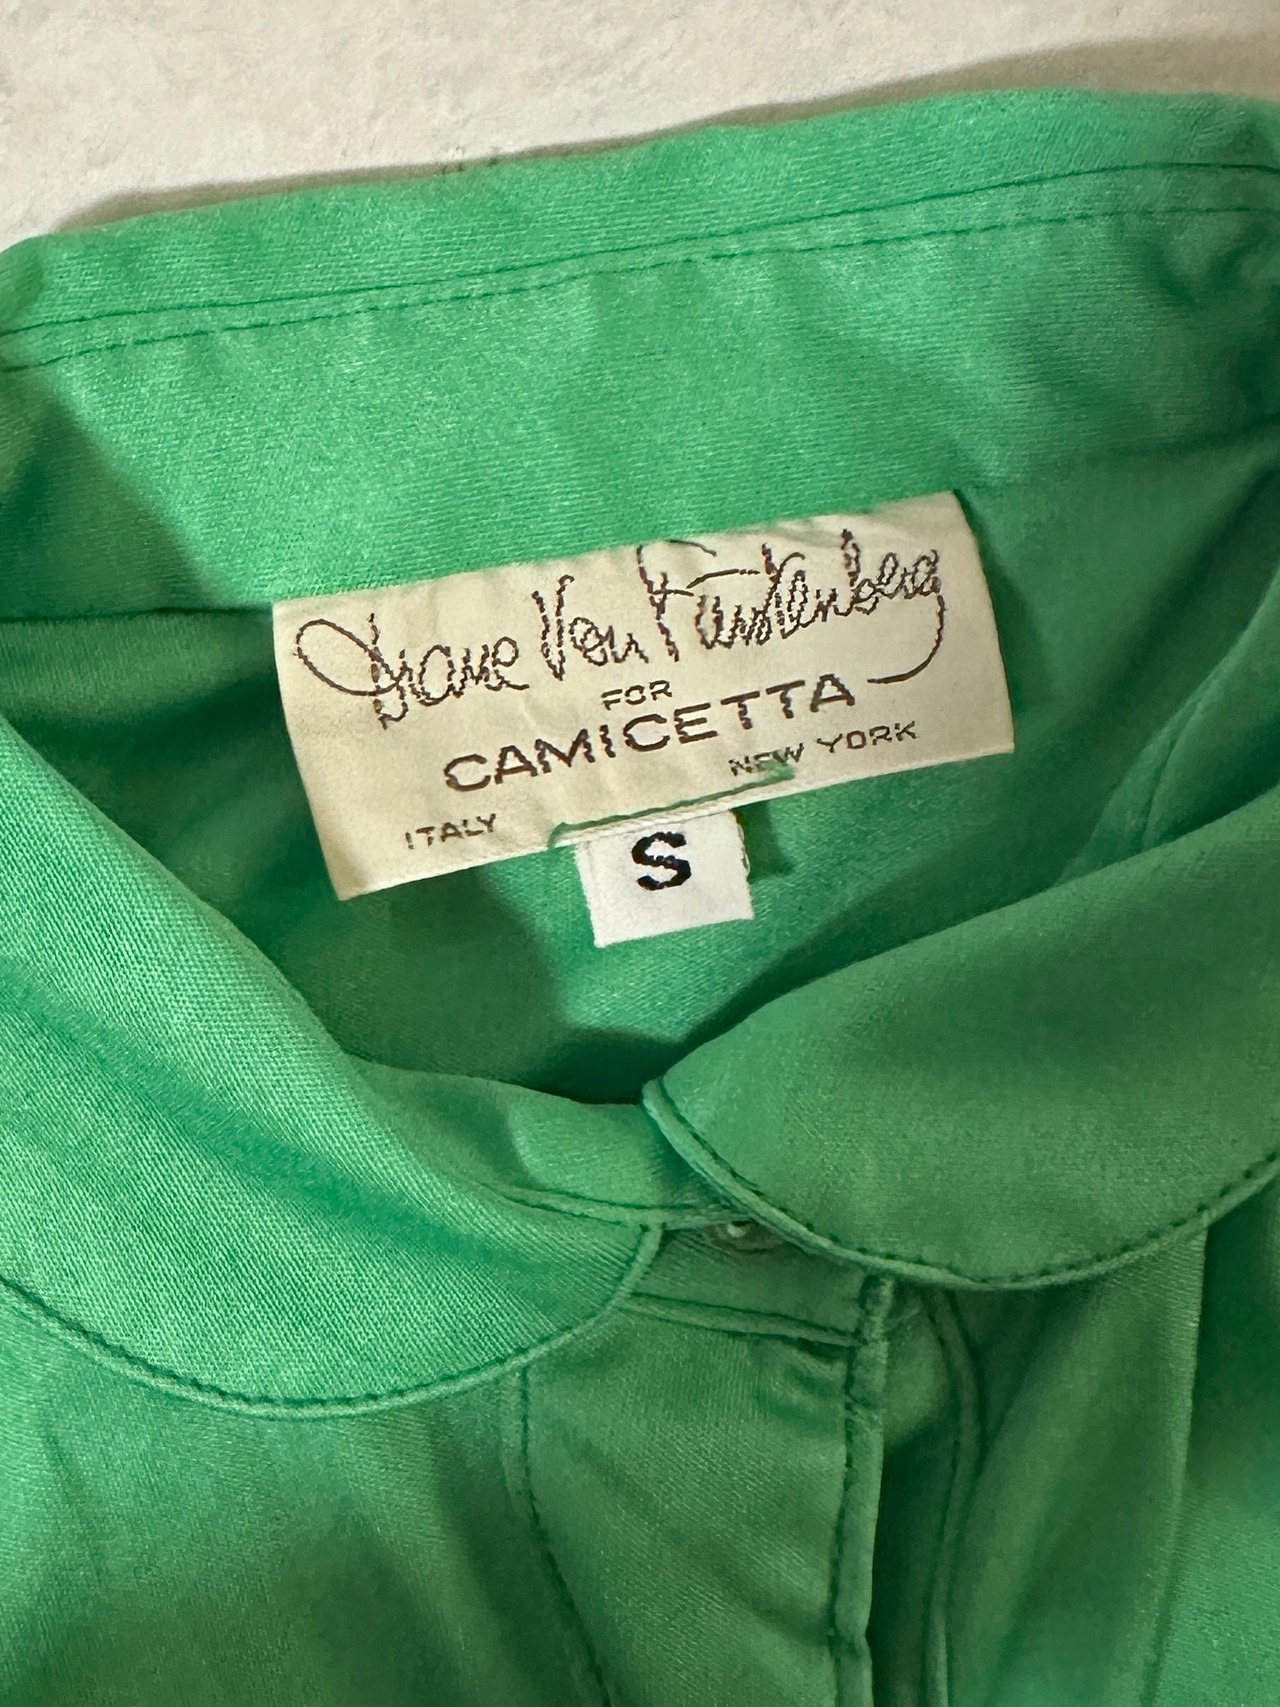 Diane Von Furstenberg
FOR
CAMICETTA
ITALY NEW YORK
S